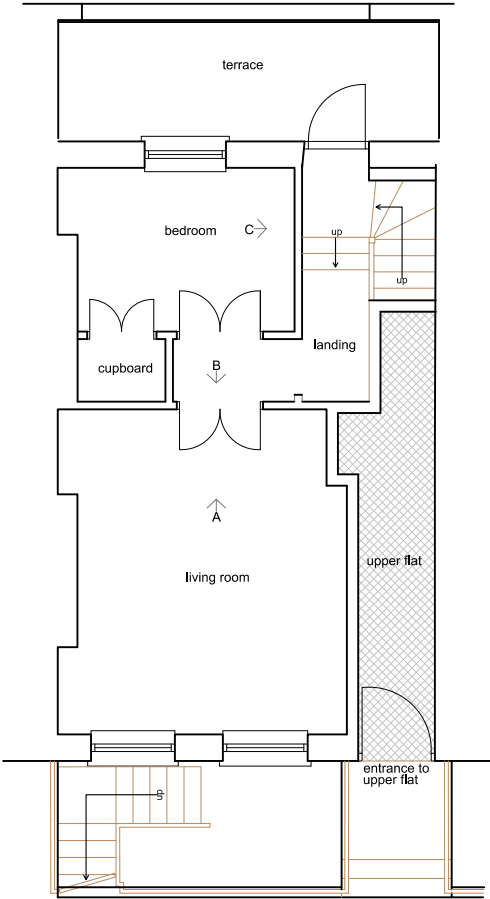 terrace
bedroom
C
up
up
landing
cupboard
B
A
upper flat
living room
entrance to
upper flat
up